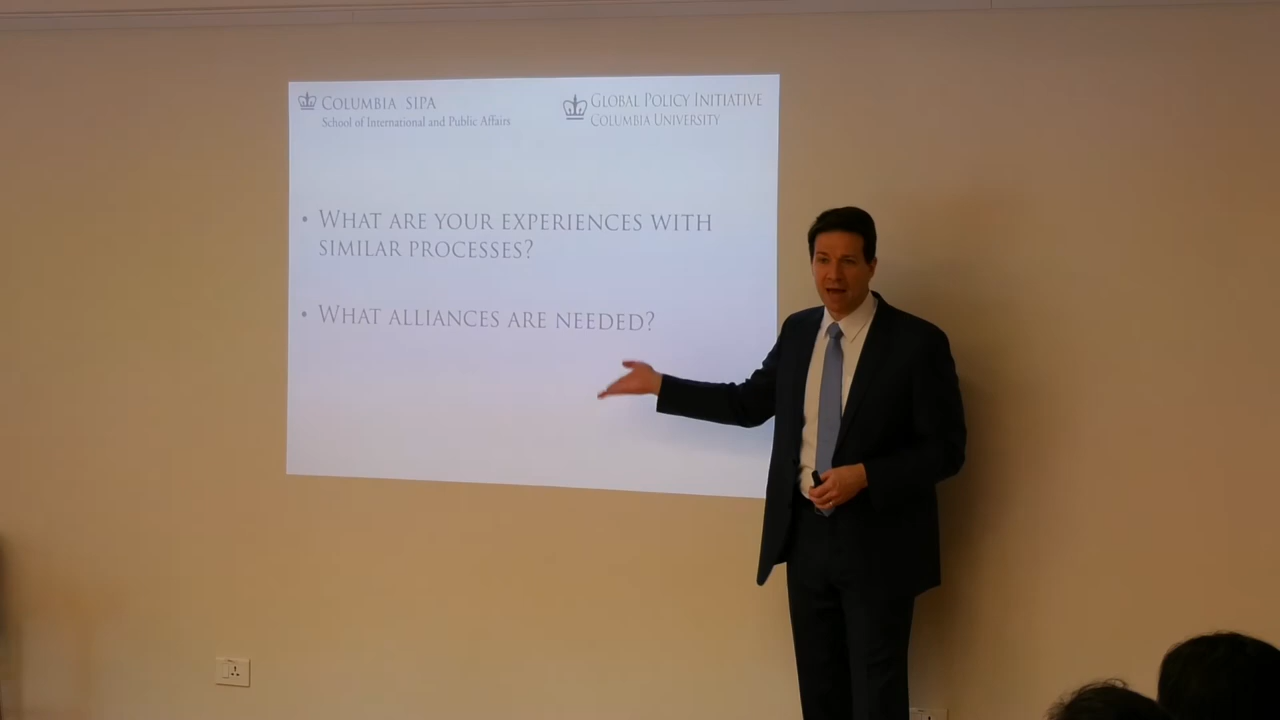 COLUMBIA SIPA
School of International and Public Affairs
GLOBAL POLICY INITIATIVE
COLUMBIA UNIVERSITY
• WHAT ARE YOUR EXPERIENCES WITH
SIMILAR PROCESSES?
• WHAT ALLIANCES ARE NEEDED?